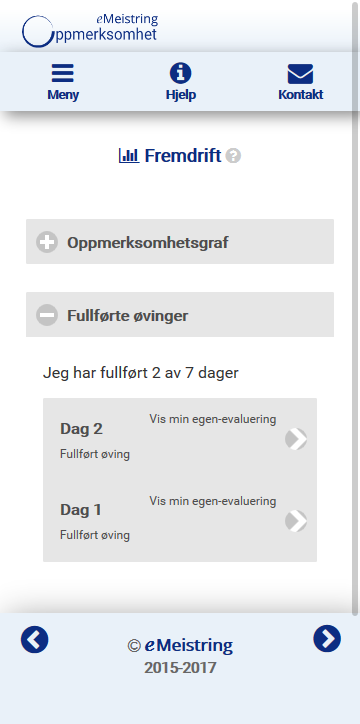 eMeistring
Oppmerksomhet
Meny
Hjelp
Kontakt
Fremdrift ?
Oppmerksomhetsgraf
Fullførte øvinger
Jeg har fullført 2 av 7 dager
Vis min egen-evaluering
Dag 2
Fullført øving
Vis min egen-evaluering
Dag 1
Fullført øving
© eMeistring
2015-2017